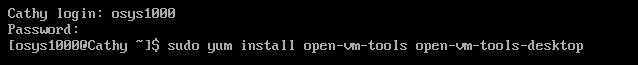 Cathy login: osys1000
Password:
[osys1000@Cathy ~]$ sudo yum install open-vm-tools open-vm-tools-desktop